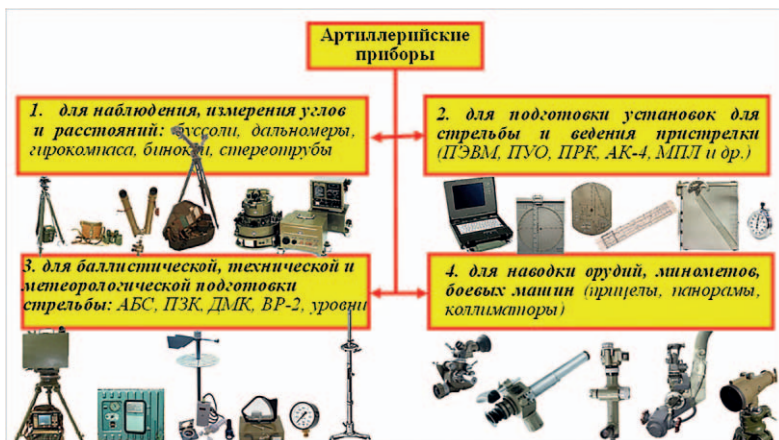 Артиллерийские
приборы
1. для наблюдения, измерения углов
и расстояний: буссоли, дальномеры,
гирокомпаса, бинокли, стереотрубы
2. для подготовки установок для
стрельбы и ведения пристрелки
(ПЭВМ, ПУО, ПРК, АК-4, МПЛ и др.)
3. для баллистической, технической и
метеорологической подготовки
стрельбы: АБС, ПЗК, ДМК, ВР-2, уровни
4. для наводки орудий, минометов,
боевых машин (прицелы, панорамы,
коллиматоры)